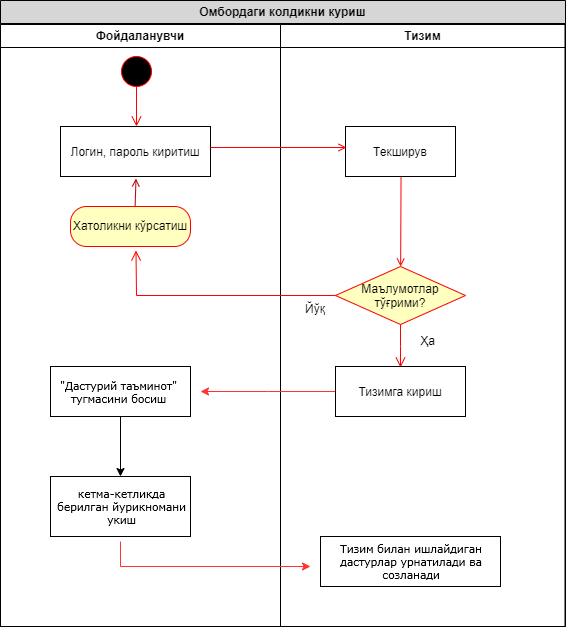 Омбордаги колдикни куриш
Фойдаланувчи
Тизим
Логин, пароль киритиш
Текширув
Хатоликни кўрсатиш
Маълумотлар
тўғрими?
Йўқ
Ҳа
"Дастурий таъминот"
тугмасини босиш
Тизимга кириш
кетма-кетликда
берилган йурикномани
укиш
Тизим билан ишлайдиган
дастурлар урнатилади ва
созланади